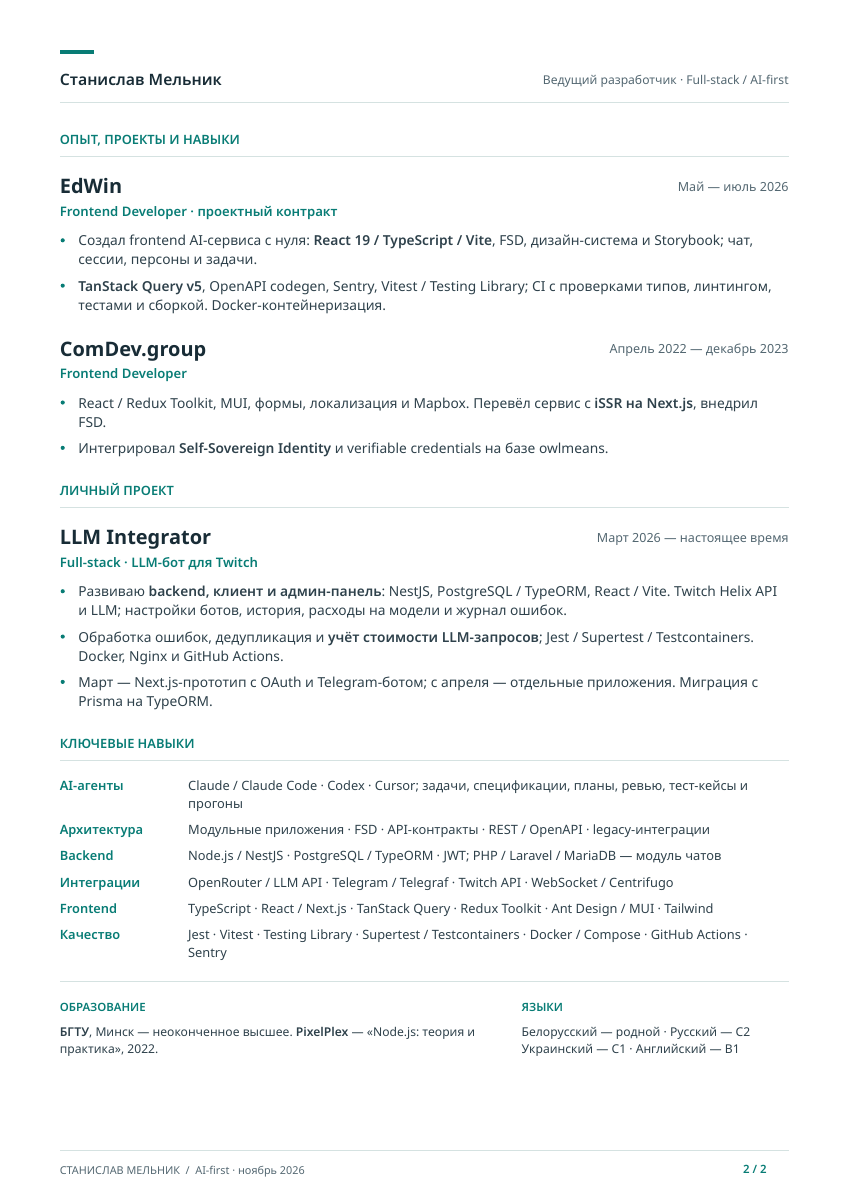 Станислав Мельник
Ведущий разработчик · Full-stack / AI-first
ОПЫТ, ПРОЕКТЫ И НАВЫКИ
EdWin
Май — июль 2026
Frontend Developer · проектный контракт
• Создал frontend AI-сервиса с нуля: React 19 / TypeScript / Vite, FSD, дизайн-система и Storybook; чат,
сессии, персоны и задачи.
• TanStack Query v5, OpenAPI codegen, Sentry, Vitest / Testing Library; CI с проверками типов, линтингом,
тестами и сборкой. Docker-контейнеризация.
ComDev.group
Апрель 2022 — декабрь 2023
Frontend Developer
• React / Redux Toolkit, MUI, формы, локализация и Mapbox. Перевёл сервис с iSSR на Next.js, внедрил
FSD.
• Интегрировал Self-Sovereign Identity и verifiable credentials на базе owlmeans.
ЛИЧНЫЙ ПРОЕКТ
LLM Integrator
Март 2026 — настоящее время
Full-stack · LLM-бот для Twitch
• Развиваю backend, клиент и админ-панель: NestJS, PostgreSQL / TypeORM, React / Vite. Twitch Helix API
и LLM; настройки ботов, история, расходы на модели и журнал ошибок.
• Обработка ошибок, дедупликация и учёт стоимости LLM-запросов; Jest / Supertest / Testcontainers.
Docker, Nginx и GitHub Actions.
• Март — Next.js-прототип с OAuth и Telegram-ботом; с апреля — отдельные приложения. Миграция с
Prisma на TypeORM.
КЛЮЧЕВЫЕ НАВЫКИ
AI-агенты Claude / Claude Code · Codex · Cursor; задачи, спецификации, планы, ревью, тест-кейсы и
прогоны
Архитектура Модульные приложения · FSD · API-контракты · REST / OpenAPI · legacy-интеграции
Backend Node.js / NestJS · PostgreSQL / TypeORM · JWT; PHP / Laravel / MariaDB — модуль чатов
Интеграции OpenRouter / LLM API · Telegram / Telegraf · Twitch API · WebSocket / Centrifugo
Frontend TypeScript · React / Next.js · TanStack Query · Redux Toolkit · Ant Design / MUI · Tailwind
Качество Jest · Vitest · Testing Library · Supertest / Testcontainers · Docker / Compose · GitHub Actions ·
Sentry
ОБРАЗОВАНИЕ
БГТУ, Минск — неоконченное высшее. PixelPlex — «Node.js: теория и
практика», 2022.
ЯЗЫКИ
Белорусский — родной · Русский — C2
Украинский — C1 · Английский — B1
СТАНИСЛАВ МЕЛЬНИК / AI-first · ноябрь 2026
2 / 2